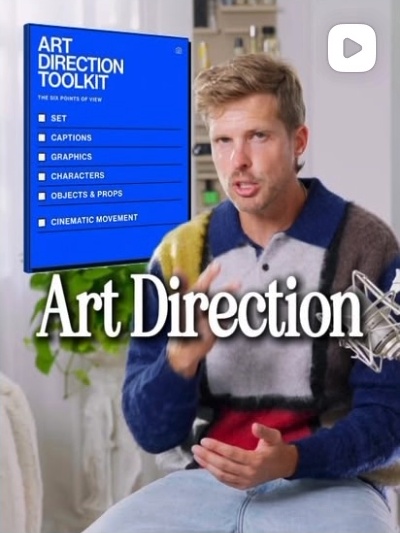 ART
DIRECTION
TOOLKIT
THE SIX POINTS OF VIEW
SET
CAPTIONS
GRAPHICS
CHARACTERS
OBJECTS & PROPS
CINEMATIC MOVEMENT
Art Direction